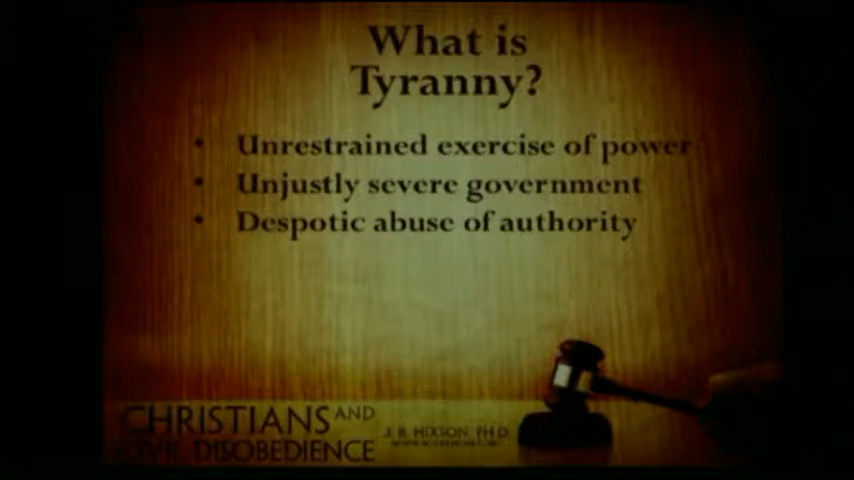 What is
Tyranny?
• Unrestrained exercise of power
• Unjustly severe government
• Despotic abuse of authority
CHRISTIANS AND
CIVIL DISOBEDIENCE
J. B. HIXSON, PH.D.